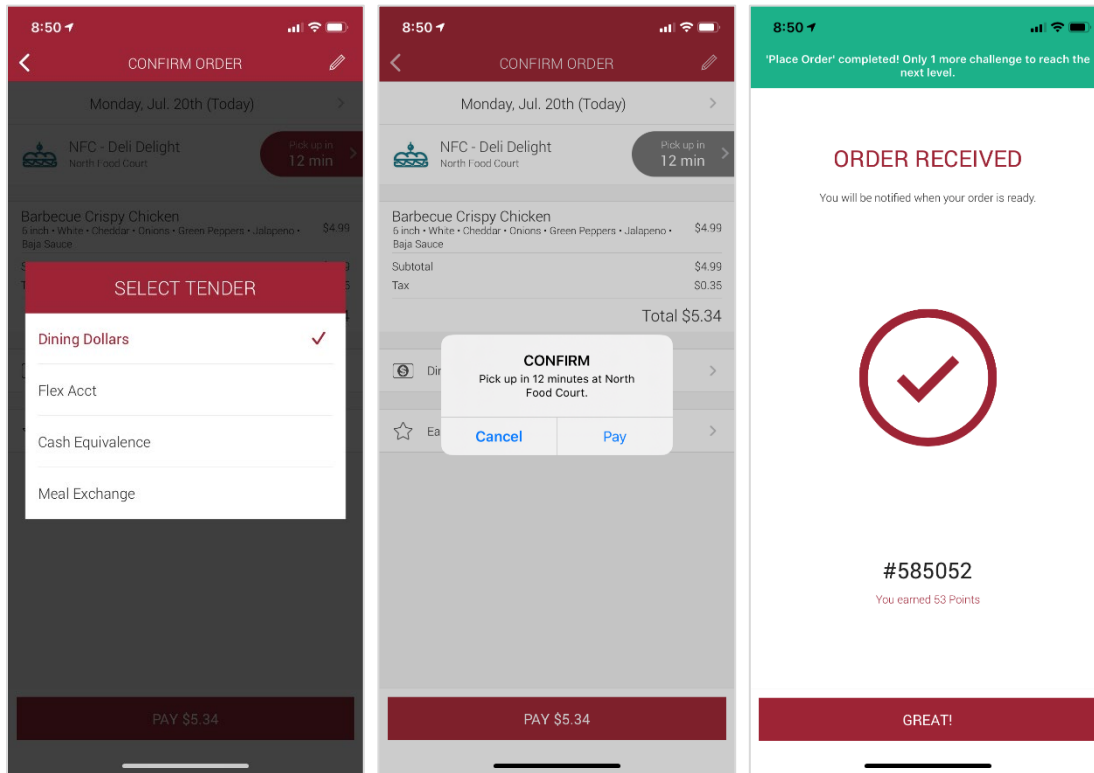 8:50
CONFIRM ORDER
Monday, Jul. 20th (Today)
NFC - Deli Delight
North Food Court
Pick up in
12 min
Barbecue Crispy Chicken
6 inch • White • Cheddar • Onions • Green Peppers • Jalapeno •
Baja Sauce
$4.99
SELECT TENDER
Dining Dollars
Flex Acct
Cash Equivalence
Meal Exchange
PAY $5.34
8:50
CONFIRM ORDER
Monday, Jul. 20th (Today)
NFC - Deli Delight
North Food Court
Pick up in
12 min
Barbecue Crispy Chicken
6 inch • White • Cheddar • Onions • Green Peppers • Jalapeno •
Baja Sauce
$4.99
Subtotal
$4.99
Tax
$0.35
Total $5.34
CONFIRM
Pick up in 12 minutes at North
Food Court.
Cancel
Pay
PAY $5.34
8:50
'Place Order' completed! Only 1 more challenge to reach the
next level.
ORDER RECEIVED
You will be notified when your order is ready.
#585052
You earned 53 Points
GREAT!